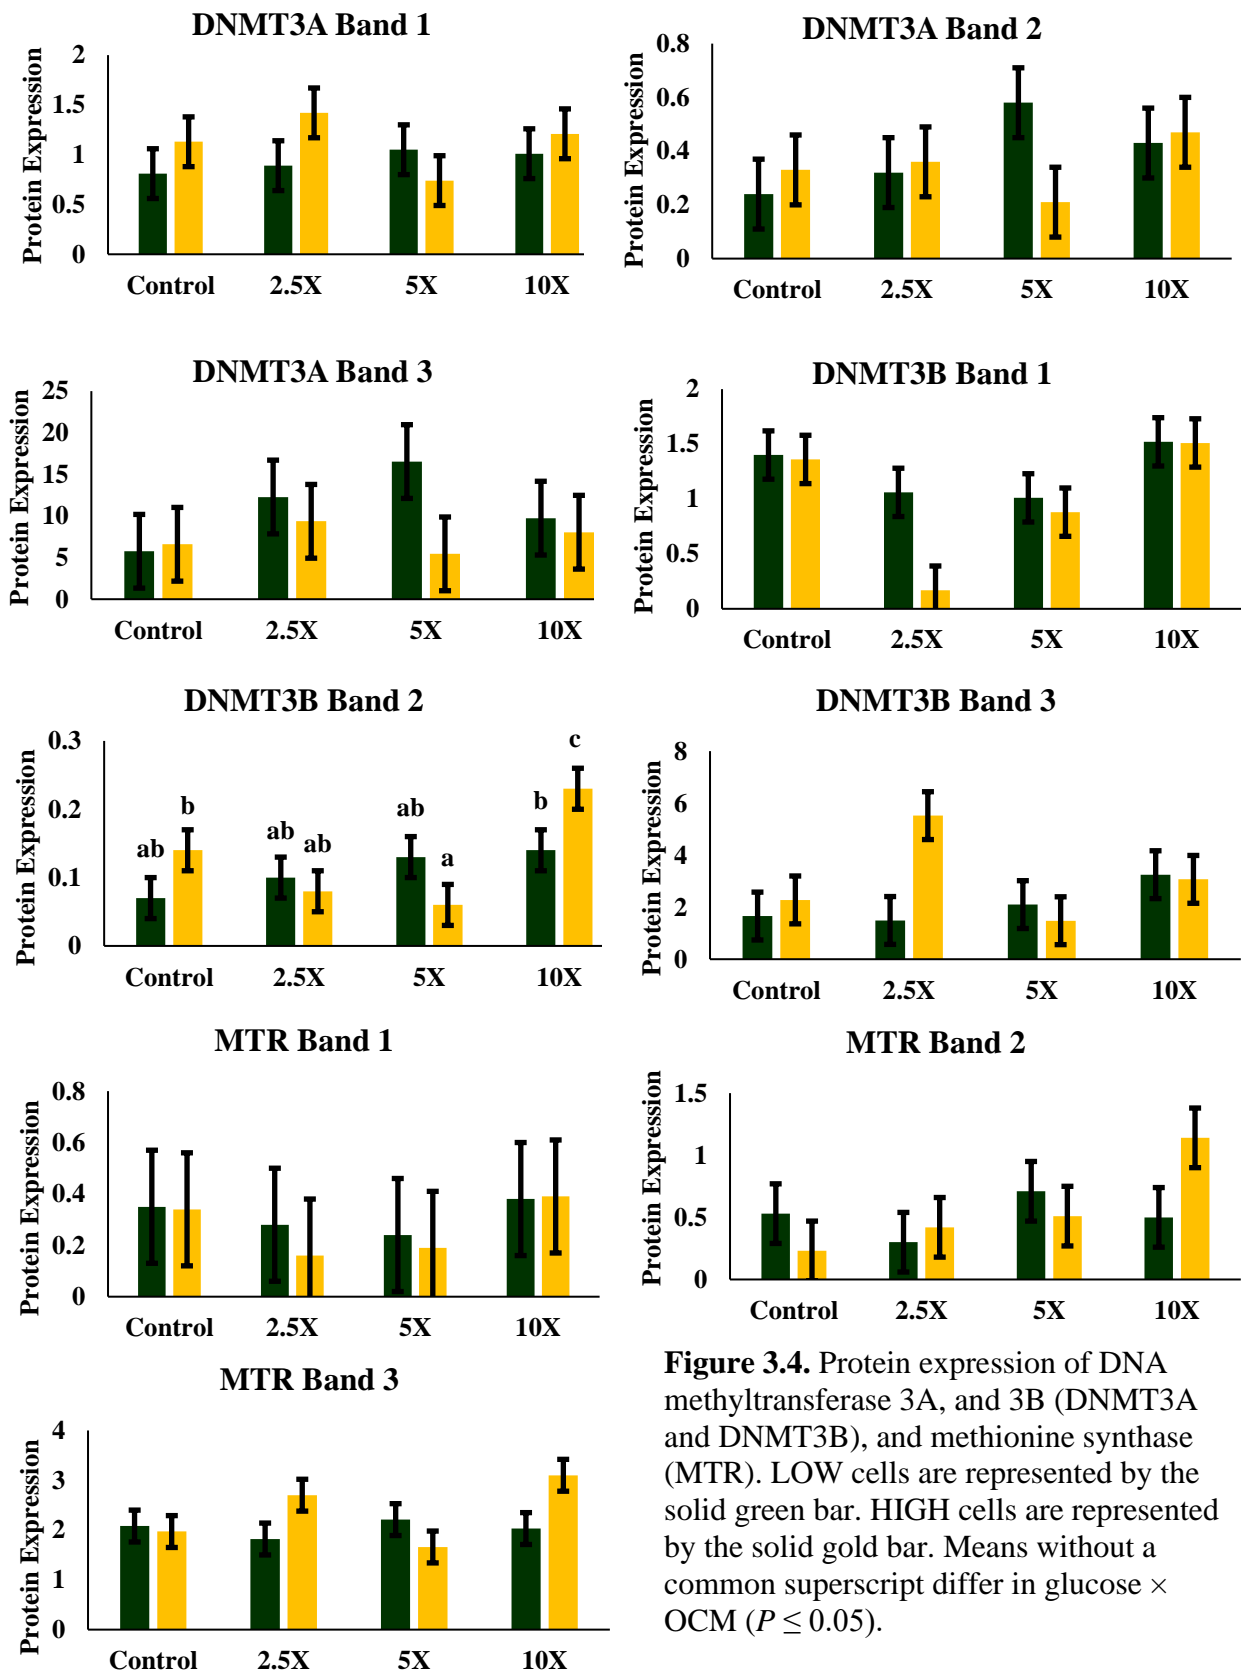 DNMT3A Band 1
Protein Expression
2
1.5
1
0.5
0
Control 2.5X 5X 10X
DNMT3A Band 2
Protein Expression
0.8
0.6
0.4
0.2
0
Control 2.5X 5X 10X
DNMT3A Band 3
Protein Expression
25
20
15
10
5
0
Control 2.5X 5X 10X
DNMT3B Band 1
Protein Expression
2
1.5
1
0.5
0
Control 2.5X 5X 10X
DNMT3B Band 2
Protein Expression
0.3
0.2
0.1
0
ab b ab ab ab a b c
Control 2.5X 5X 10X
DNMT3B Band 3
Protein Expression
8
6
4
2
0
Control 2.5X 5X 10X
MTR Band 1
Protein Expression
0.8
0.6
0.4
0.2
0
Control 2.5X 5X 10X
MTR Band 2
Protein Expression
1.5
1
0.5
0
Control 2.5X 5X 10X
MTR Band 3
Protein Expression
4
3
2
1
0
Control 2.5X 5X 10X
Figure 3.4. Protein expression of DNA
methyltransferase 3A, and 3B (DNMT3A
and DNMT3B), and methionine synthase
(MTR). LOW cells are represented by the
solid green bar. HIGH cells are represented
by the solid gold bar. Means without a
common superscript differ in glucose ×
OCM (P ≤ 0.05).